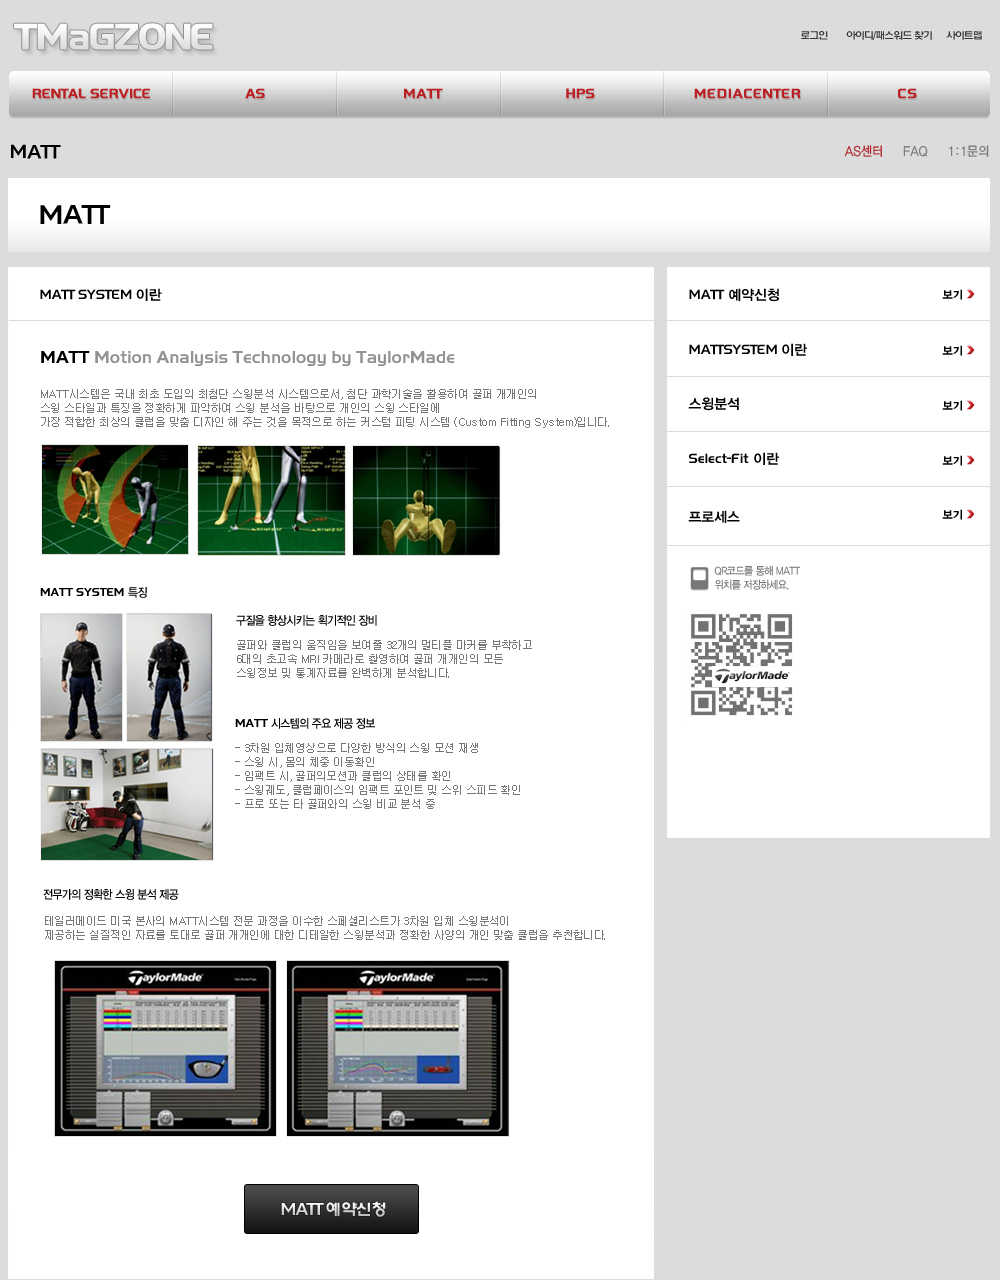 TMaGZONE
로그인 아이디/패스워드 찾기 사이트맵
RENTAL SERVICE AS MATT HPS MEDIACENTER CS
MATT
AS센터 FAQ 1:1문의
MATT
MATT SYSTEM 이란
MATT Motion Analysis Technology by TaylorMade
MATT시스템은 국내 최초 도입의 최첨단 스윙분석 시스템으로서, 첨단 과학기술을 활용하여 골퍼 개개인의
스윙 스타일과 특징을 정확하게 파악하여 스윙 분석을 바탕으로 개인의 스윙 스타일에
가장 적합한 최상의 클럽을 맞춤 디자인 해 주는 것을 목적으로 하는 커스텀 피팅 시스템 (Custom Fitting System)입니다.
MATT SYSTEM 특징
구질을 향상시키는 획기적인 장비
골퍼와 클럽의 움직임을 보여줄 32개의 멀티플 마커를 부착하고
6대의 초고속 MRI 카메라로 촬영하여 골퍼 개개인의 모든
스윙정보 및 통계자료를 완벽하게 분석합니다.
MATT 시스템의 주요 제공 정보
- 3차원 입체영상으로 다양한 방식의 스윙 모션 재생
- 스윙 시, 몸의 체중 이동확인
- 임팩트 시, 골퍼의모션과 클럽의 상태를 확인
- 스윙궤도, 클럽페이스의 임팩트 포인트 및 스위 스피드 확인
- 프로 또는 타 골퍼와의 스윙 비교 분석 중
전무가의 정확한 스윙 분석 제공
테일러메이드 미국 본사의 MATT시스템 전문 과정을 이수한 스페셜리스트가 3차원 입체 스윙분석이
제공하는 실질적인 자료를 토대로 골퍼 개개인에 대한 디테일한 스윙분석과 정확한 사양의 개인 맞춤 클럽을 추천합니다.
TaylorMade
TaylorMade
MATT 예약신청
MATT 예약신청 보기
MATTSYSTEM 이란 보기
스윙분석 보기
Select-Fit 이란 보기
프로세스 보기
QR코드를 통해 MATT
위치를 저장하세요.
TaylorMade